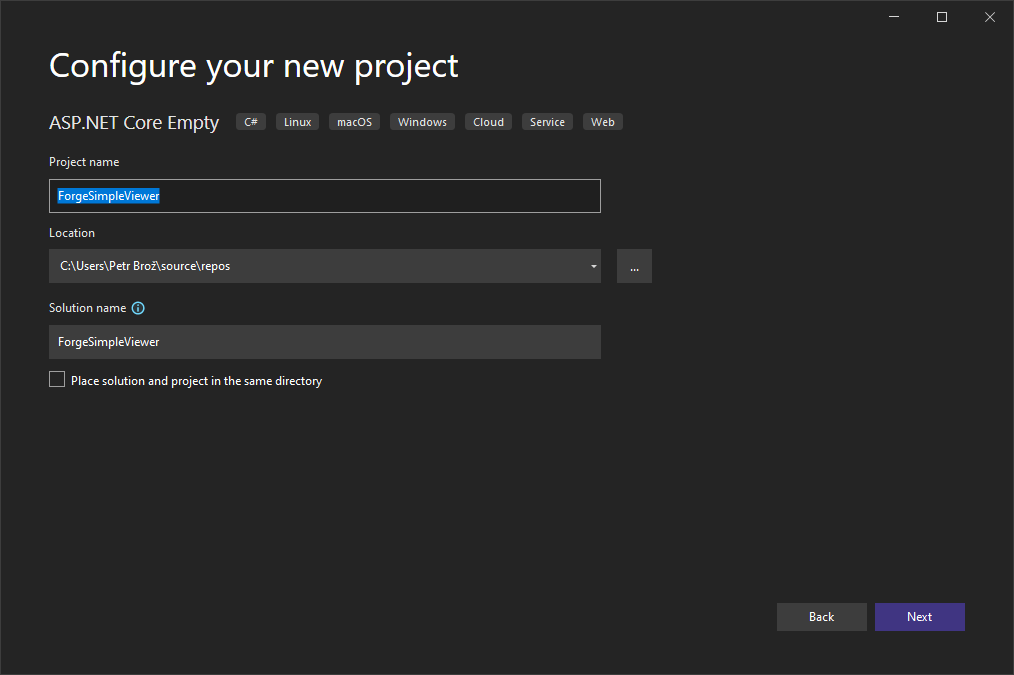 Configure your new project
ASP.NET Core Empty C# Linux macOS Windows Cloud Service Web
Project name
ForgeSimpleViewer
Location
C:\Users\Petr Brož\source\repos ...
Solution name
ForgeSimpleViewer
Place solution and project in the same directory
Back Next